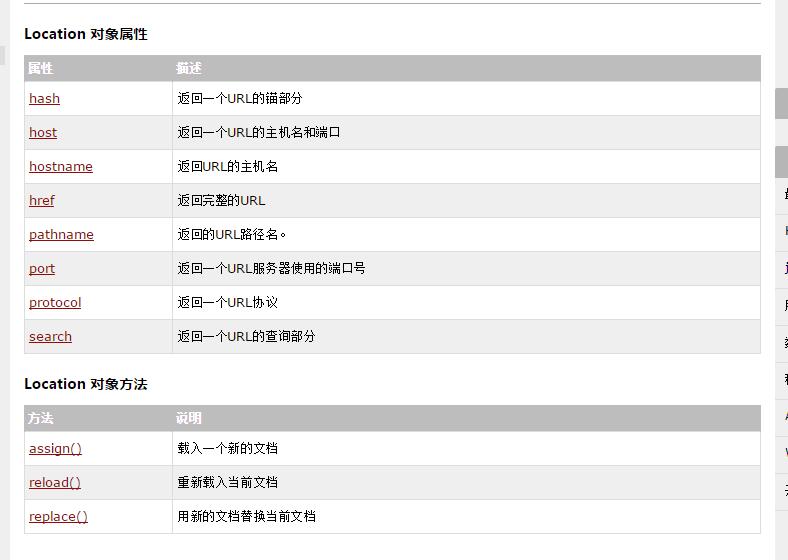 Location 对象属性
属性 描述
hash 返回一个URL的锚部分
host 返回一个URL的主机名和端口
hostname 返回URL的主机名
href 返回完整的URL
pathname 返回的URL路径名。
port 返回一个URL服务器使用的端口号
protocol 返回一个URL协议
search 返回一个URL的查询部分
Location 对象方法
方法 说明
assign() 载入一个新的文档
reload() 重新载入当前文档
replace() 用新的文档替换当前文档